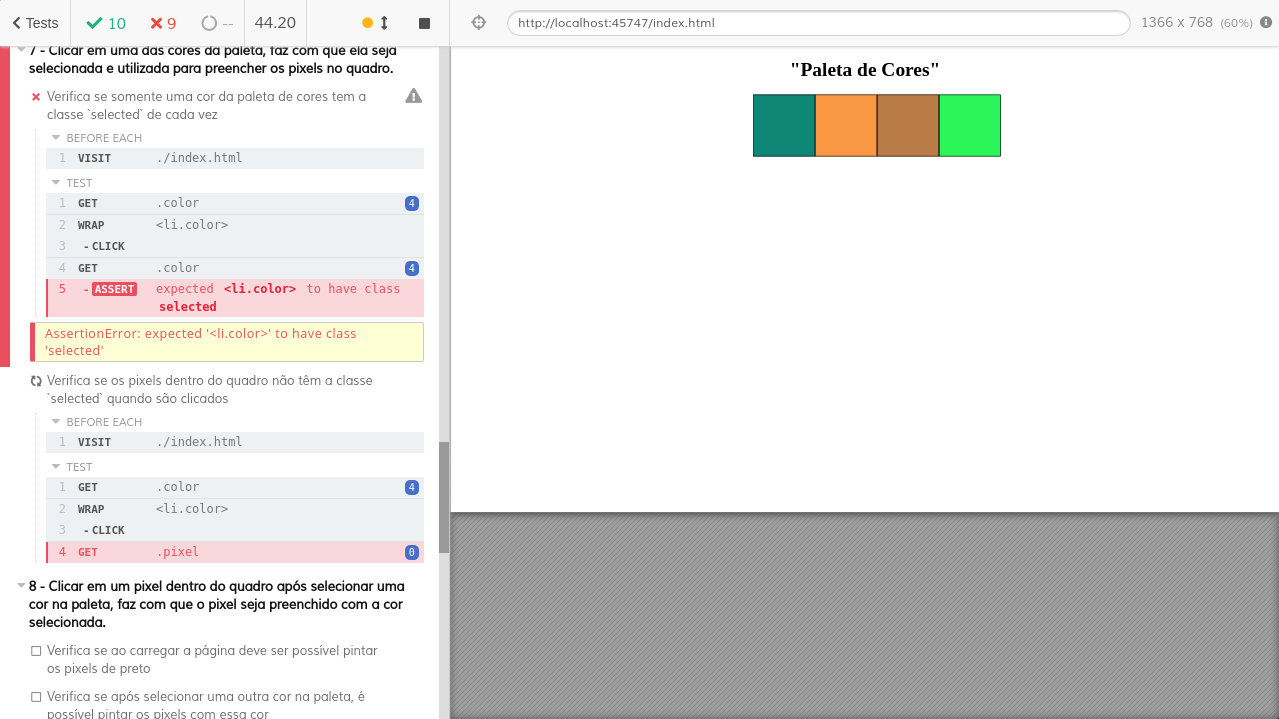 Tests 10 9 -- 44.20 http://localhost:45747/index.html 1366 x 768 (60%)
7 - Clicar em uma das cores da paleta, faz com que ela seja
selecionada e utilizada para preencher os pixels no quadro.
Verifica se somente uma cor da paleta de cores tem a
classe `selected` de cada vez
BEFORE EACH
1 VISIT ./index.html
TEST
1 GET .color 4
2 WRAP <li.color>
3 -CLICK
4 GET .color 4
5 -ASSERT expected <li.color> to have class
selected
AssertionError: expected '<li.color>' to have class
'selected'
Verifica se os pixels dentro do quadro não têm a classe
`selected` quando são clicados
BEFORE EACH
1 VISIT ./index.html
TEST
1 GET .color 4
2 WRAP <li.color>
3 -CLICK
4 GET .pixel 0
8 - Clicar em um pixel dentro do quadro após selecionar uma
cor na paleta, faz com que o pixel seja preenchido com a cor
selecionada.
Verifica se ao carregar a página deve ser possível pintar
os pixels de preto
Verifica se após selecionar uma outra cor na paleta, é
possível pintar os pixels com essa cor
"Paleta de Cores"